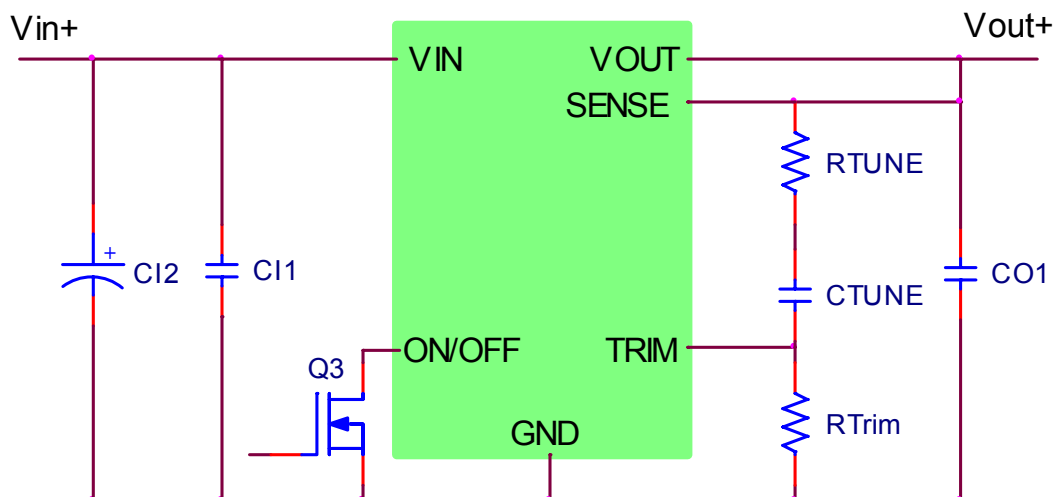 Vin+
Vout+
VIN
VOUT
SENSE
RTUNE
+
CI2
CI1
CTUNE
CO1
ON/OFF
TRIM
Q3
RTrim
GND